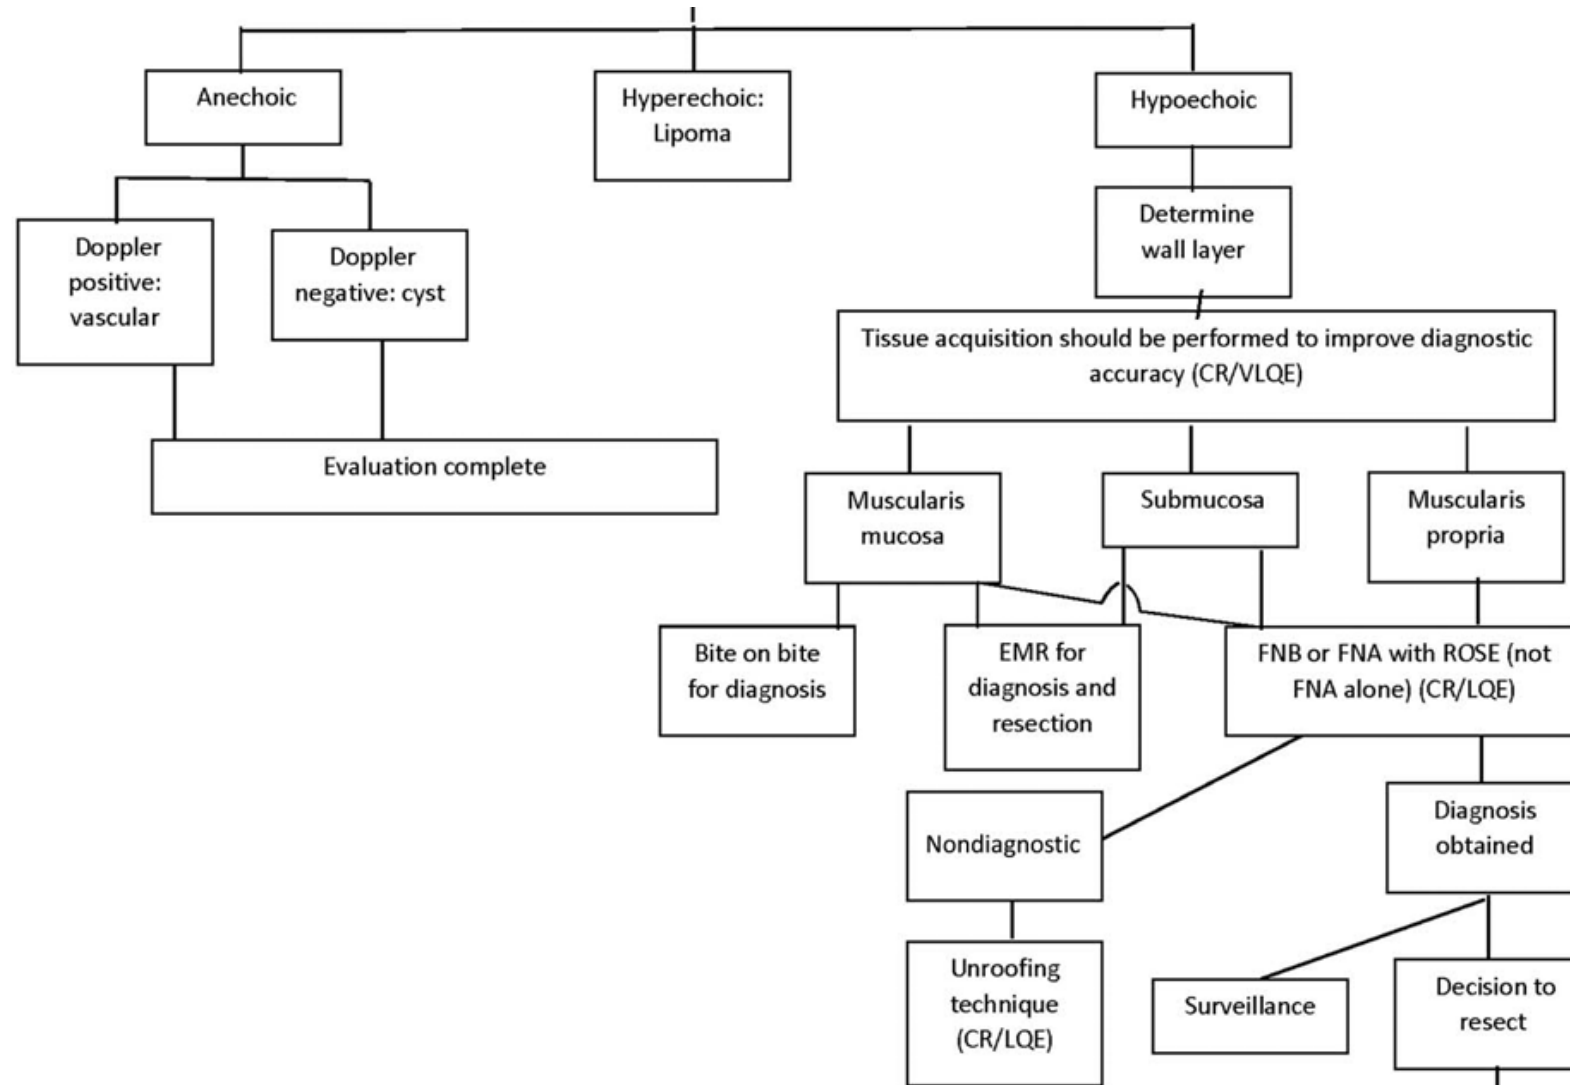 Anechoic
Hyperechoic:
Lipoma
Hypoechoic
Determine
wall layer
Doppler
positive:
vascular
Doppler
negative: cyst
Tissue acquisition should be performed to improve diagnostic
accuracy (CR/VLQE)
Evaluation complete
Muscularis
mucosa
Submucosa
Muscularis
propria
Bite on bite
for diagnosis
EMR for
diagnosis and
resection
FNB or FNA with ROSE (not
FNA alone) (CR/LQE)
Nondiagnostic
Diagnosis
obtained
Unroofing
technique
(CR/LQE)
Surveillance
Decision to
resect